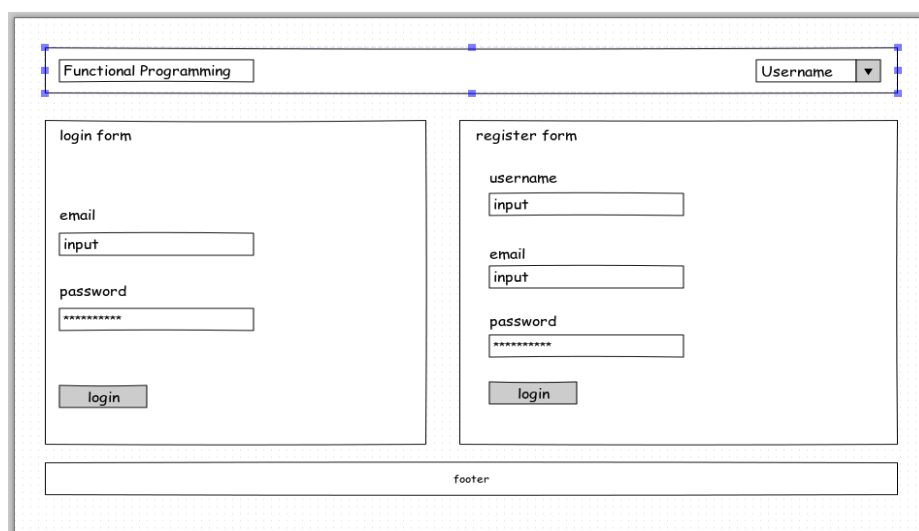 Functional Programming
Username
login form
email
input
password
**********
login
register form
username
input
email
input
password
**********
login
footer